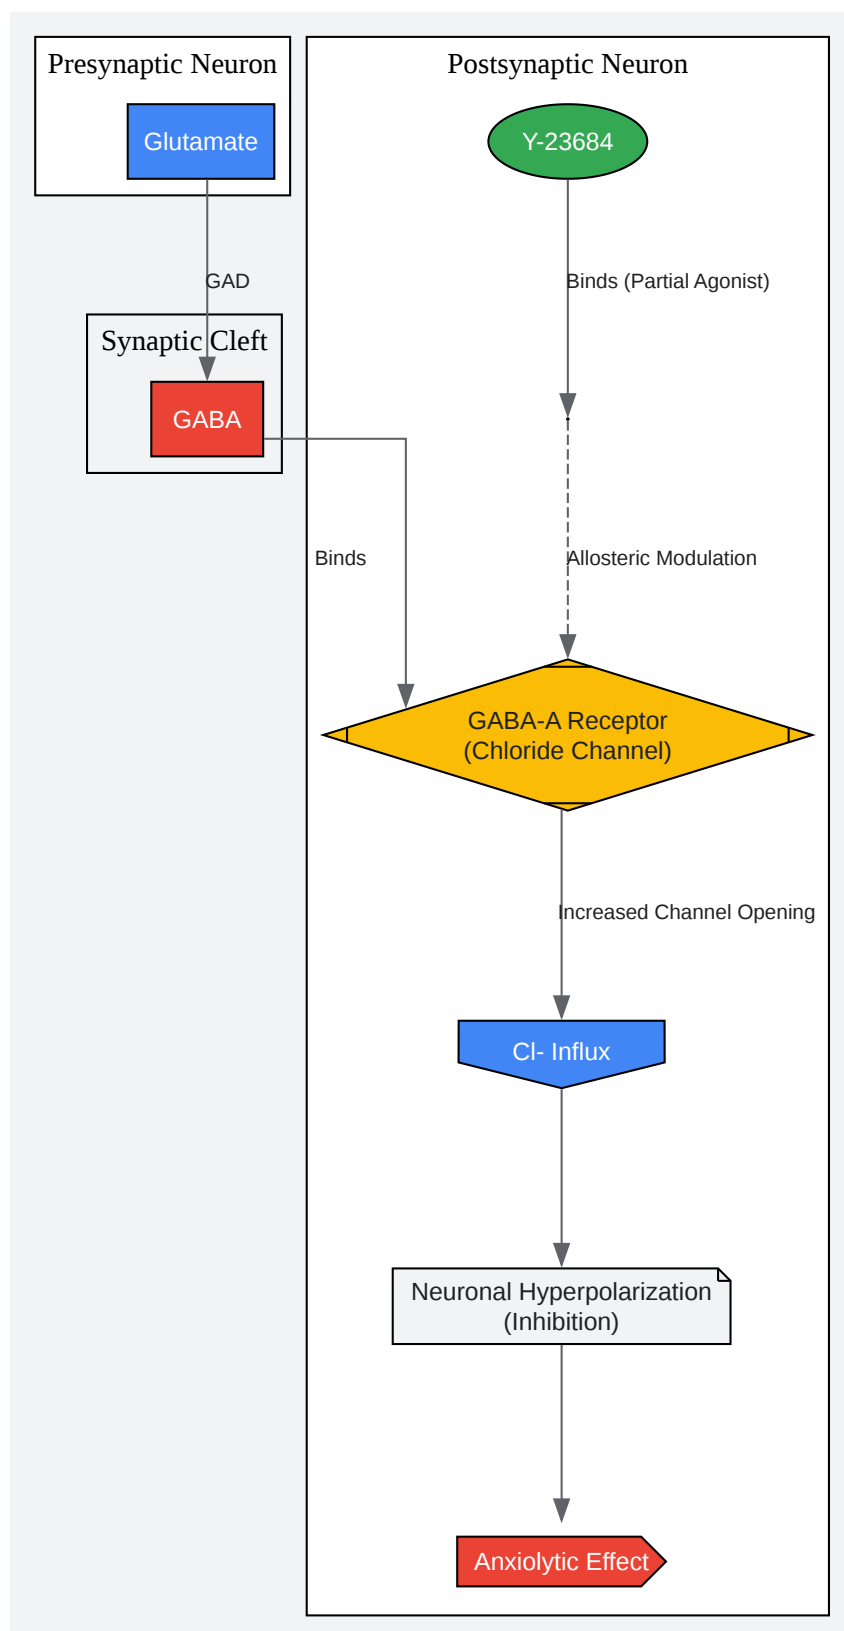 Presynaptic Neuron
Glutamate
GAD
Synaptic Cleft
GABA
Binds
Postsynaptic Neuron
Y-23684
Binds (Partial Agonist)
Allosteric Modulation
GABA-A Receptor
(Chloride Channel)
Increased Channel Opening
Cl- Influx
Neuronal Hyperpolarization
(Inhibition)
Anxiolytic Effect